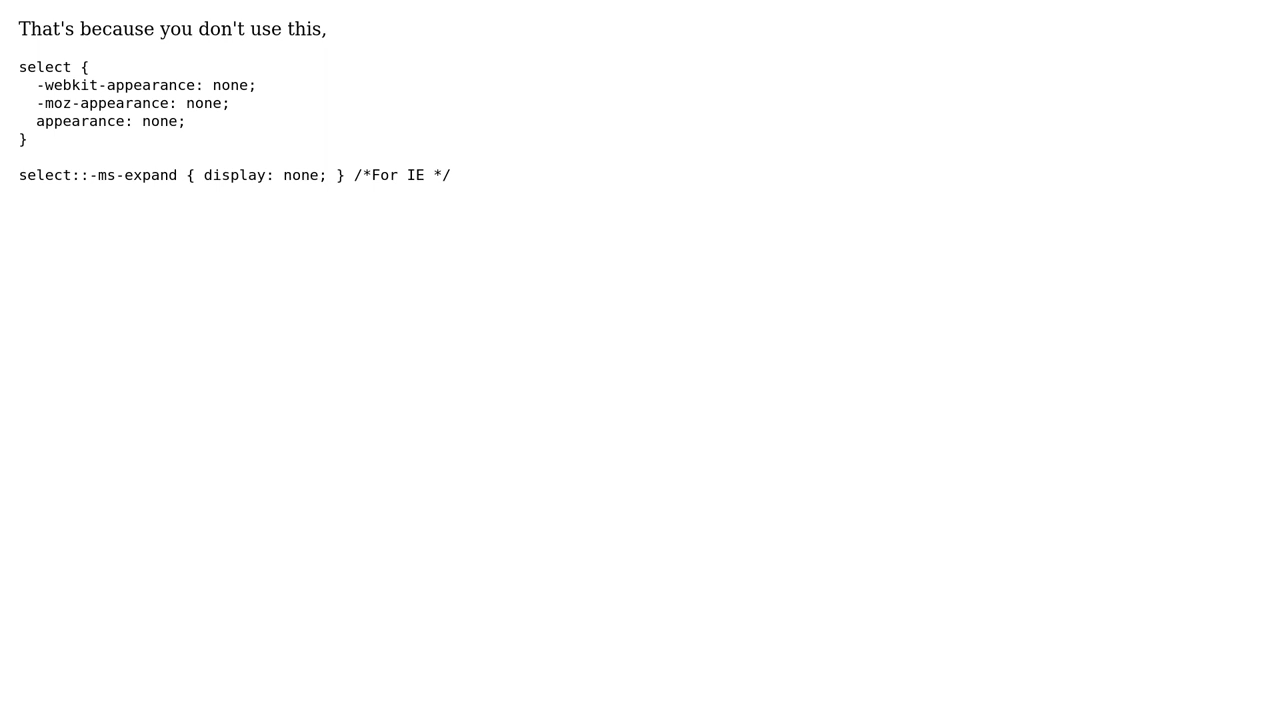 That's because you don't use this,
select {
  -webkit-appearance: none;
  -moz-appearance: none;
  appearance: none;
}
select::-ms-expand { display: none; } /*For IE */